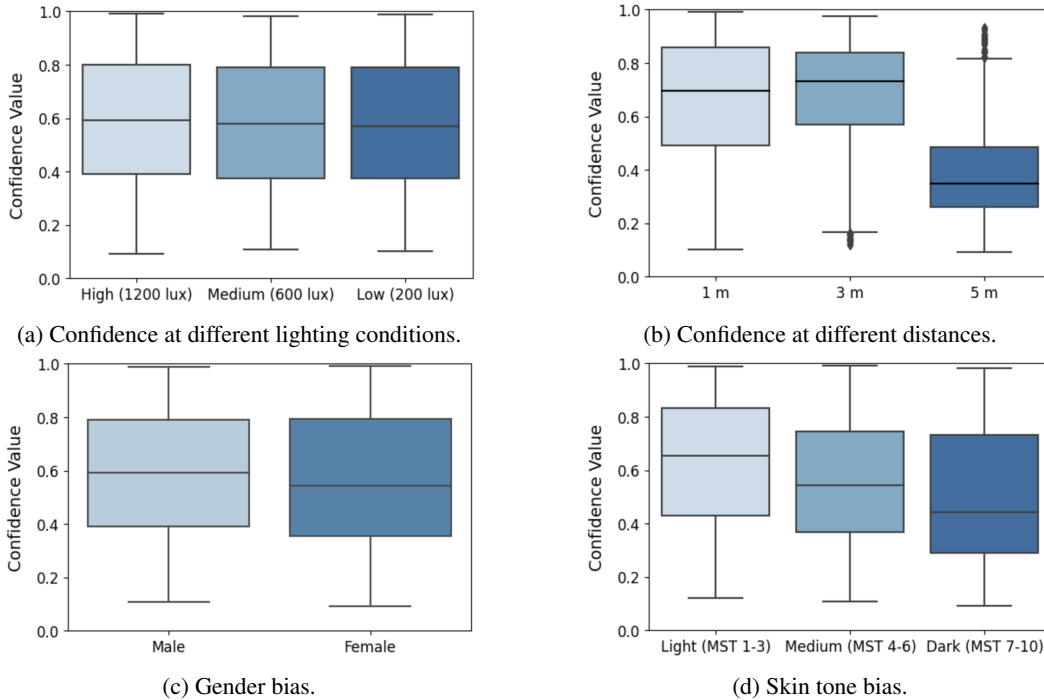 1.0
0.8
0.6
0.4
0.2
0.0
Confidence Value
High (1200 lux) Medium (600 lux) Low (200 lux)
(a) Confidence at different lighting conditions.
1.0
0.8
0.6
0.4
0.2
0.0
Confidence Value
1 m 3 m 5 m
(b) Confidence at different distances.
1.0
0.8
0.6
0.4
0.2
0.0
Confidence Value
Male Female
(c) Gender bias.
1.0
0.8
0.6
0.4
0.2
0.0
Confidence Value
Light (MST 1-3) Medium (MST 4-6) Dark (MST 7-10)
(d) Skin tone bias.